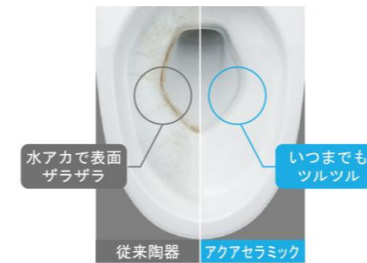 水アカで表面
ザラザラ
いつまでも
ツルツル
従来陶器
アクアセラミック